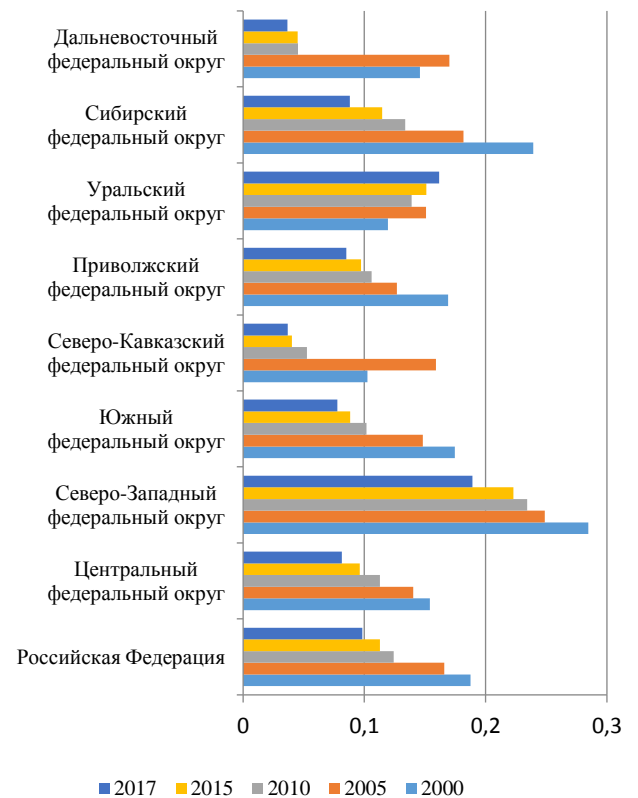 Дальневосточный
федеральный округ
Сибирский
федеральный округ
Уральский
федеральный округ
Приволжский
федеральный округ
Северо-Кавказский
федеральный округ
Южный
федеральный округ
Северо-Западный
федеральный округ
Центральный
федеральный округ
Российская Федерация
0 0,1 0,2 0,3
2017 2015 2010 2005 2000